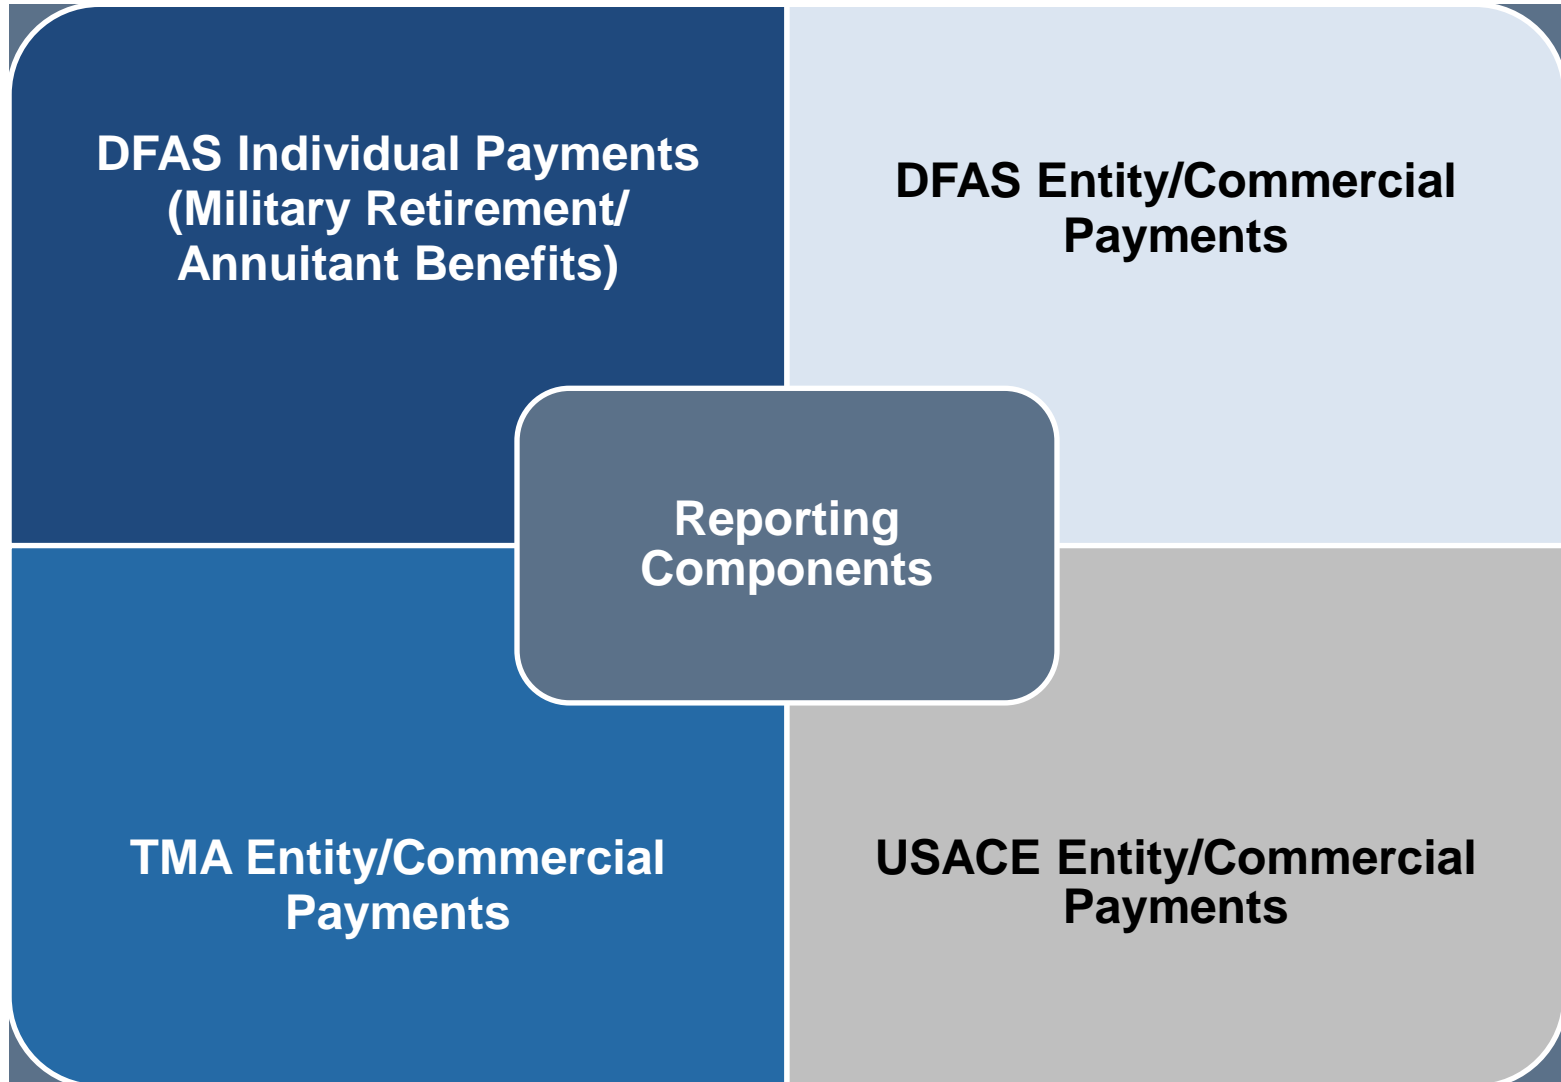 DFAS Individual Payments
(Military Retirement/
Annuitant Benefits)
DFAS Entity/Commercial
Payments
Reporting
Components
TMA Entity/Commercial
Payments
USACE Entity/Commercial
Payments